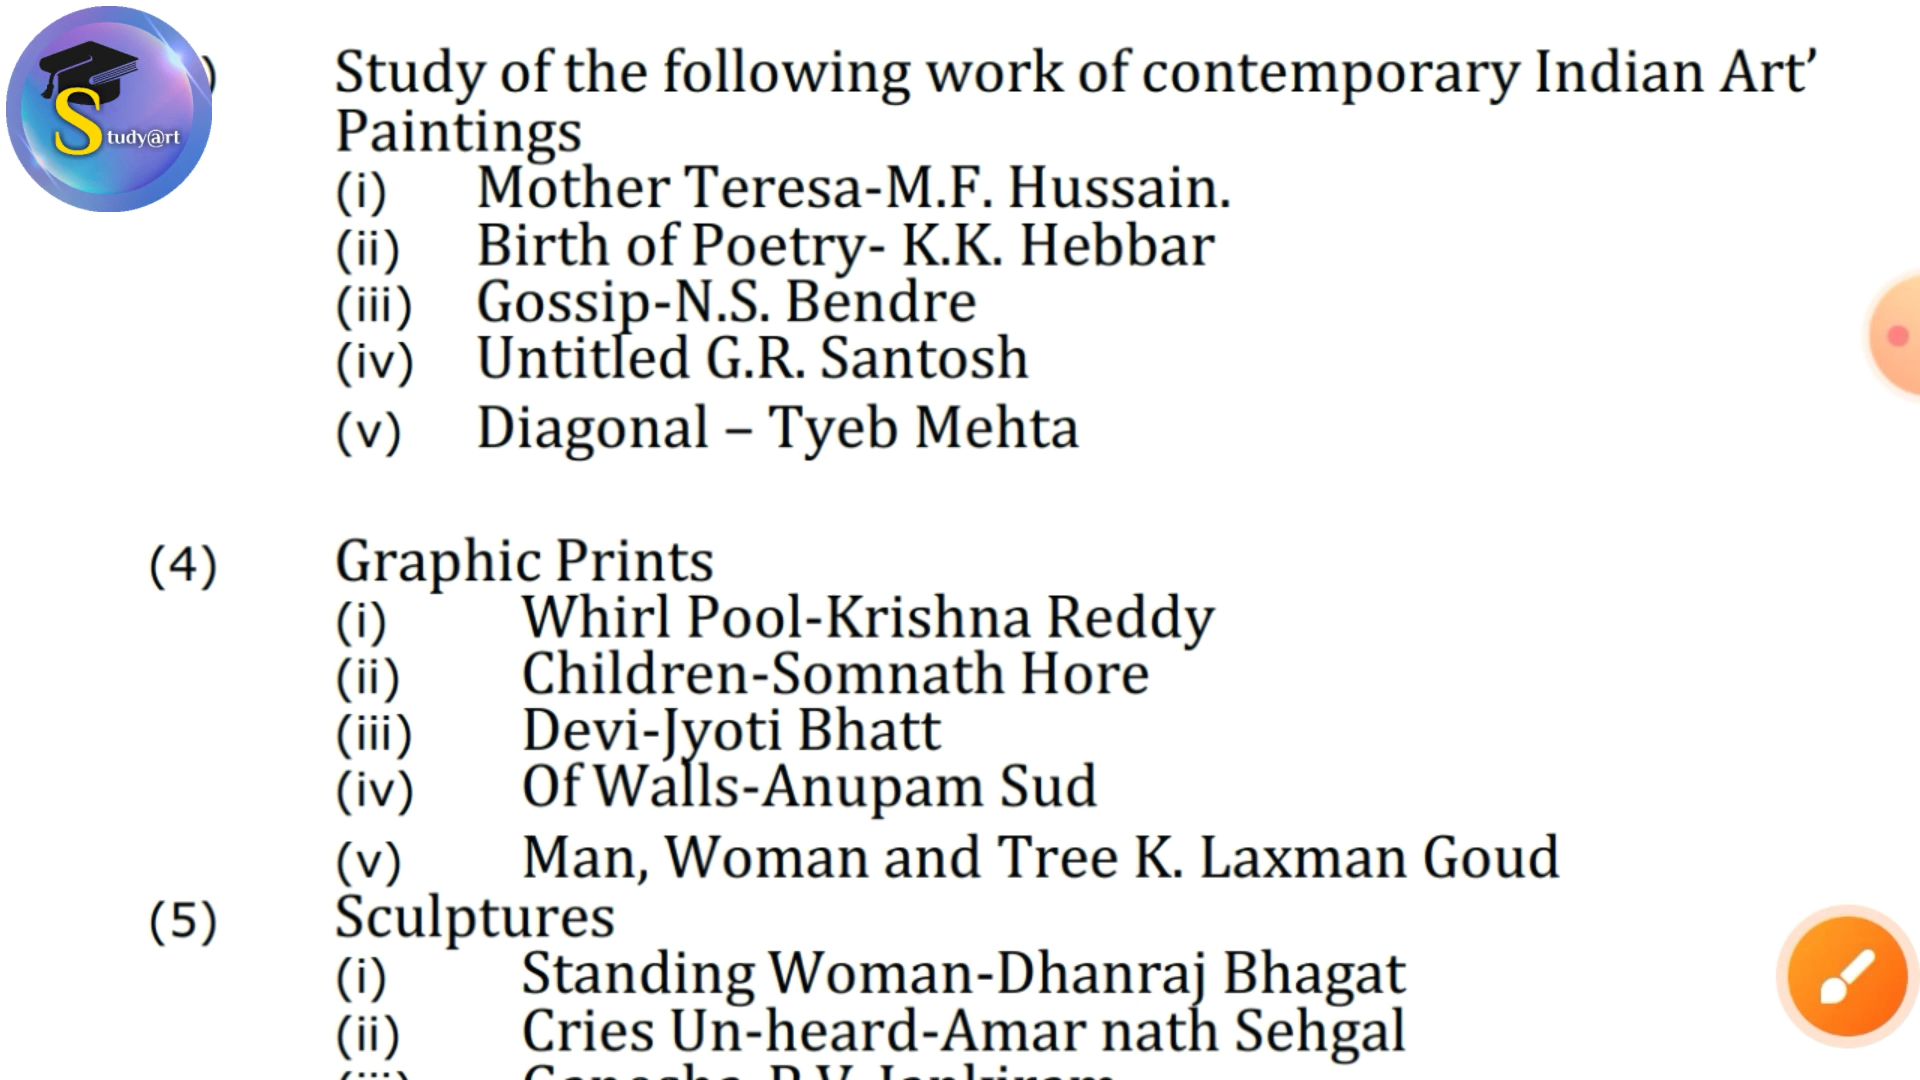 Study@rt
)	Study of the following work of contemporary Indian Art’
Paintings
(i)	Mother Teresa-M.F. Hussain.
(ii)	Birth of Poetry- K.K. Hebbar
(iii)	Gossip-N.S. Bendre
(iv)	Untitled G.R. Santosh
(v)	Diagonal – Tyeb Mehta
(4)	Graphic Prints
(i)	Whirl Pool-Krishna Reddy
(ii)	Children-Somnath Hore
(iii)	Devi-Jyoti Bhatt
(iv)	Of Walls-Anupam Sud
(v)	Man, Woman and Tree K. Laxman Goud
(5)	Sculptures
(i)	Standing Woman-Dhanraj Bhagat
(ii)	Cries Un-heard-Amar nath Sehgal
(iii)	Ganesha-P.V. Jankiram